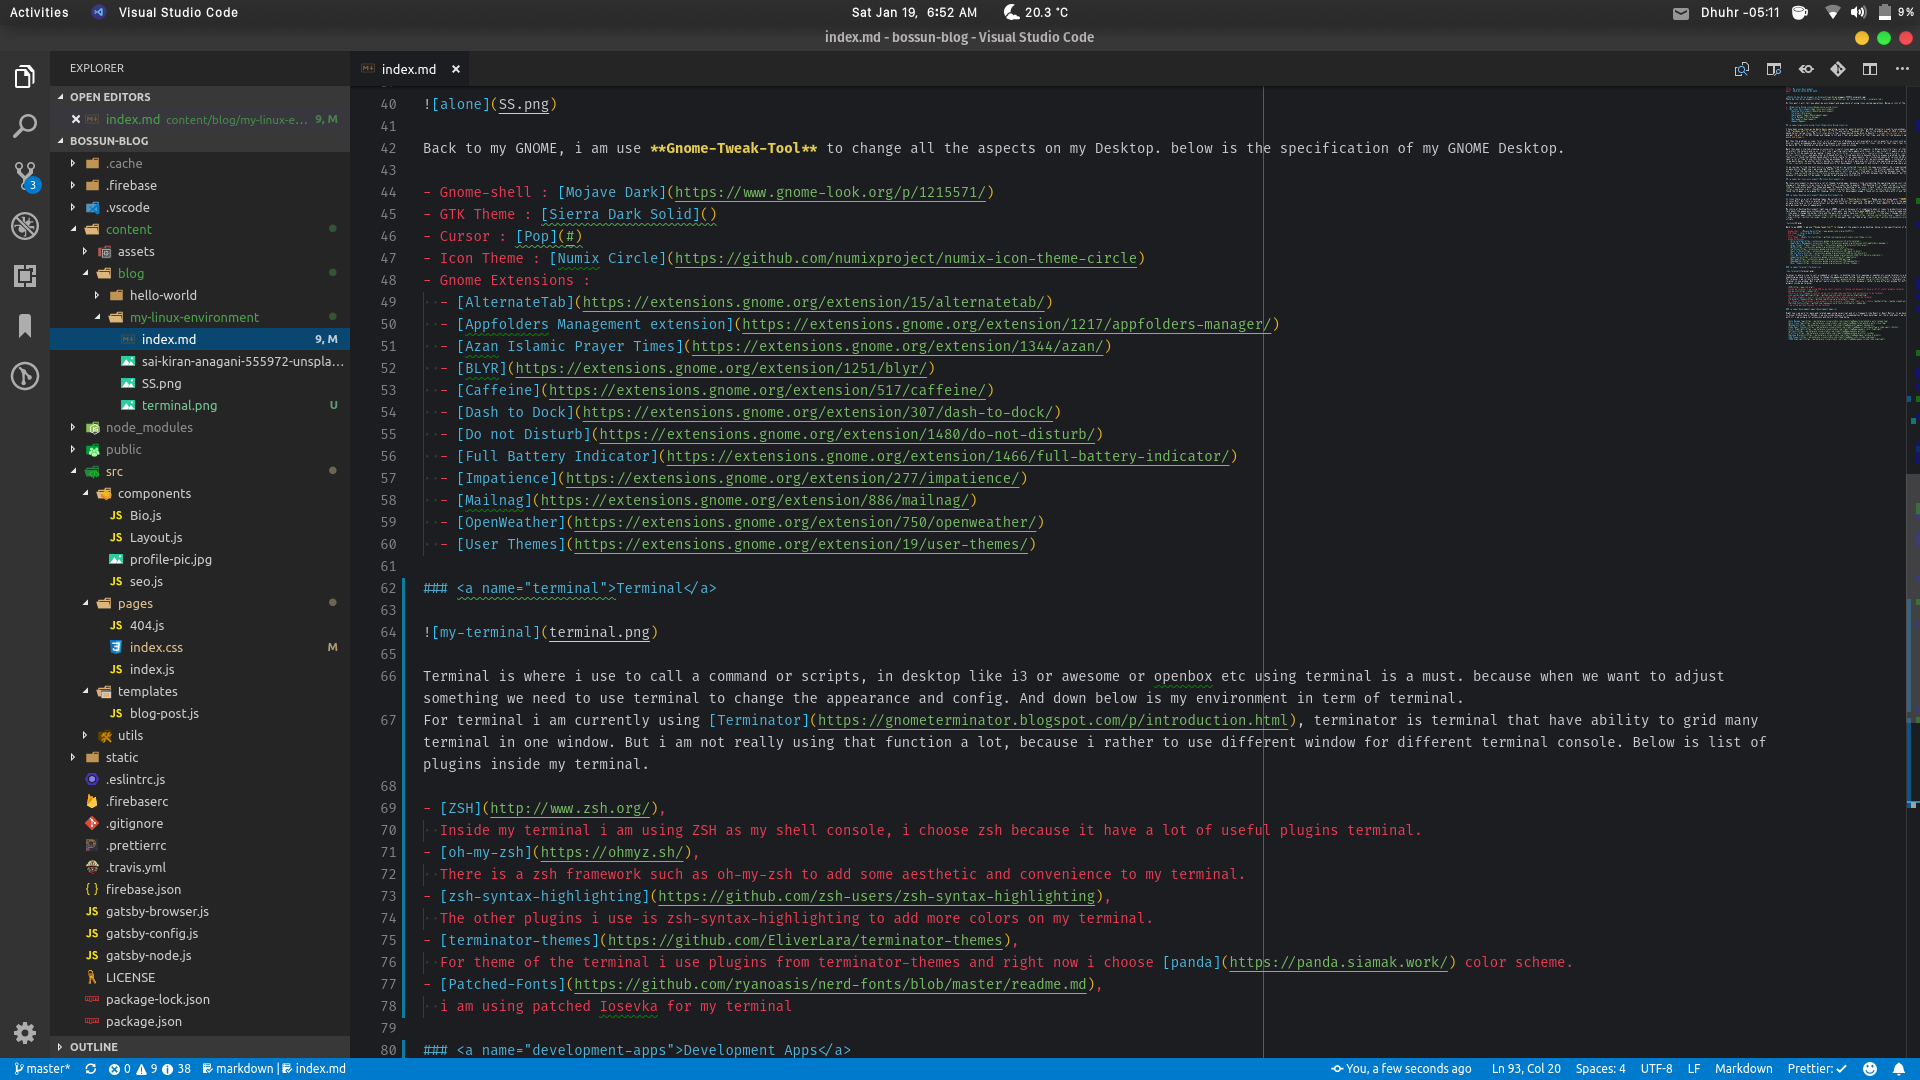 Activities Visual Studio Code Sat Jan 19, 6:52 AM 20.3 °C Dhuhr -05:11 9%
index.md - bossun-blog - Visual Studio Code
EXPLORER
OPEN EDITORS
index.md content/blog/my-linux-e... 9, M
BOSSUN-BLOG
.cache
.firebase
.vscode
content
assets
blog
hello-world
my-linux-environment
index.md 9, M
sai-kiran-anagani-555972-unspla...
SS.png
terminal.png U
node_modules
public
src
components
JS Bio.js
JS Layout.js
profile-pic.jpg
JS seo.js
pages
JS 404.js
index.css M
JS index.js
templates
JS blog-post.js
utils
static
.eslintrc.js
.firebaserc
.gitignore
.prettierrc
.travis.yml
{ } firebase.json
JS gatsby-browser.js
JS gatsby-config.js
JS gatsby-node.js
LICENSE
package-lock.json
package.json
OUTLINE
3
index.md ×
40 ![alone](SS.png)
41
42 Back to my GNOME, i am use **Gnome-Tweak-Tool** to change all the aspects on my Desktop. below is the specification of my GNOME Desktop.
43
44 - Gnome-shell : [Mojave Dark](https://www.gnome-look.org/p/1215571/)
45 - GTK Theme : [Sierra Dark Solid]()
46 - Cursor : [Pop](#)
47 - Icon Theme : [Numix Circle](https://github.com/numixproject/numix-icon-theme-circle)
48 - Gnome Extensions :
49 - [AlternateTab](https://extensions.gnome.org/extension/15/alternatetab/)
50 - [Appfolders Management extension](https://extensions.gnome.org/extension/1217/appfolders-manager/)
51 - [Azan Islamic Prayer Times](https://extensions.gnome.org/extension/1344/azan/)
52 - [BLYR](https://extensions.gnome.org/extension/1251/blyr/)
53 - [Caffeine](https://extensions.gnome.org/extension/517/caffeine/)
54 - [Dash to Dock](https://extensions.gnome.org/extension/307/dash-to-dock/)
55 - [Do not Disturb](https://extensions.gnome.org/extension/1480/do-not-disturb/)
56 - [Full Battery Indicator](https://extensions.gnome.org/extension/1466/full-battery-indicator/)
57 - [Impatience](https://extensions.gnome.org/extension/277/impatience/)
58 - [Mailnag](https://extensions.gnome.org/extension/886/mailnag/)
59 - [OpenWeather](https://extensions.gnome.org/extension/750/openweather/)
60 - [User Themes](https://extensions.gnome.org/extension/19/user-themes/)
61
62 ### <a name="terminal">Terminal</a>
63
64 ![my-terminal](terminal.png)
65
66 Terminal is where i use to call a command or scripts, in desktop like i3 or awesome or openbox etc using terminal is a must. because when we want to adjust
something we need to use terminal to change the appearance and config. And down below is my environment in term of terminal.
67 For terminal i am currently using [Terminator](https://gnometerminator.blogspot.com/p/introduction.html), terminator is terminal that have ability to grid many
terminal in one window. But i am not really using that function a lot, because i rather to use different window for different terminal console. Below is list of
plugins inside my terminal.
68
69 - [ZSH](http://www.zsh.org/),
70 Inside my terminal i am using ZSH as my shell console, i choose zsh because it have a lot of useful plugins terminal.
71 - [oh-my-zsh](https://ohmyz.sh/),
72 There is a zsh framework such as oh-my-zsh to add some aesthetic and convenience to my terminal.
73 - [zsh-syntax-highlighting](https://github.com/zsh-users/zsh-syntax-highlighting),
74 The other plugins i use is zsh-syntax-highlighting to add more colors on my terminal.
75 - [terminator-themes](https://github.com/EliverLara/terminator-themes),
76 For theme of the terminal i use plugins from terminator-themes and right now i choose [panda](https://panda.siamak.work/) color scheme.
77 - [Patched-Fonts](https://github.com/ryanoasis/nerd-fonts/blob/master/readme.md),
78 i am using patched Iosevka for my terminal
79
80 ### <a name="development-apps">Development Apps</a>
master* 0 9 38 markdown | index.md You, a few seconds ago Ln 93, Col 20 Spaces: 4 UTF-8 LF Markdown Prettier: ✓